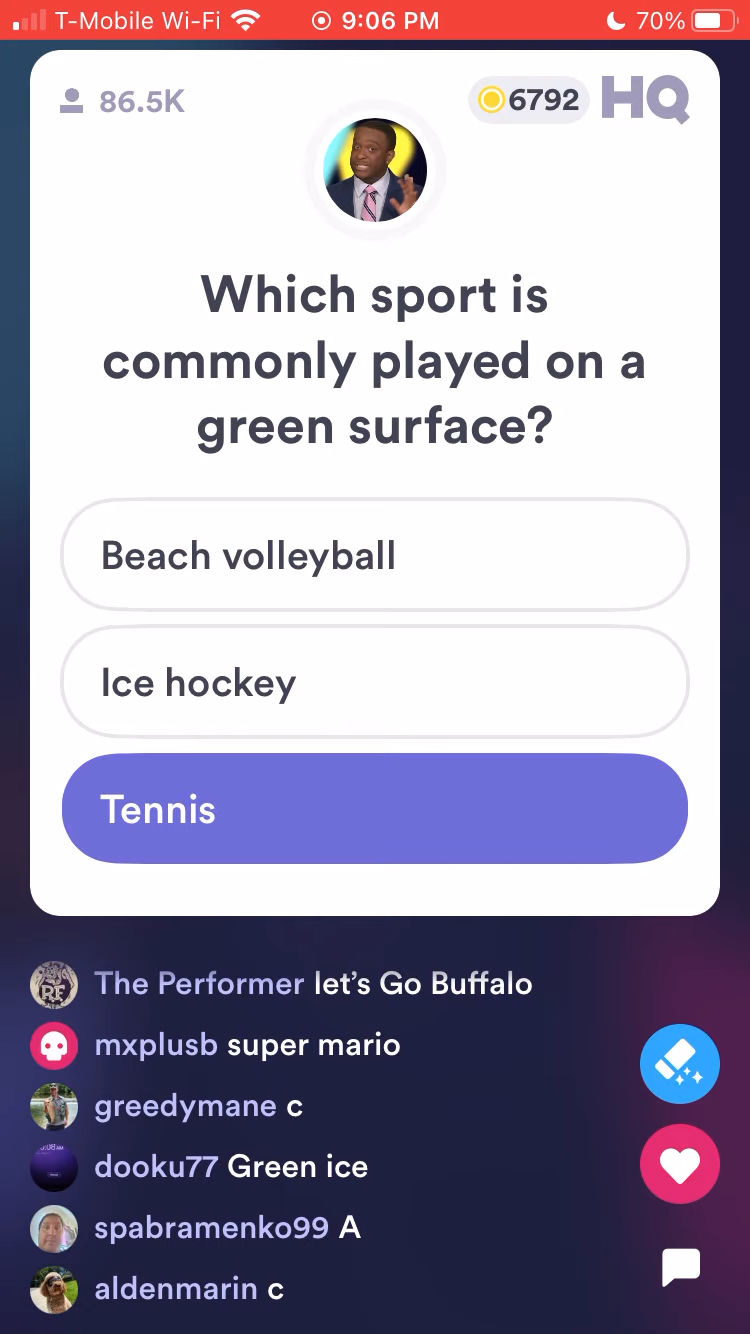 T-Mobile Wi-Fi 9:06 PM 70%
86.5K 6792 HQ
Which sport is
commonly played on a
green surface?
Beach volleyball
Ice hockey
Tennis
The Performer let's Go Buffalo
mxplusb super mario
greedymane c
dooku77 Green ice
spabramenko99 A
aldenmarin c